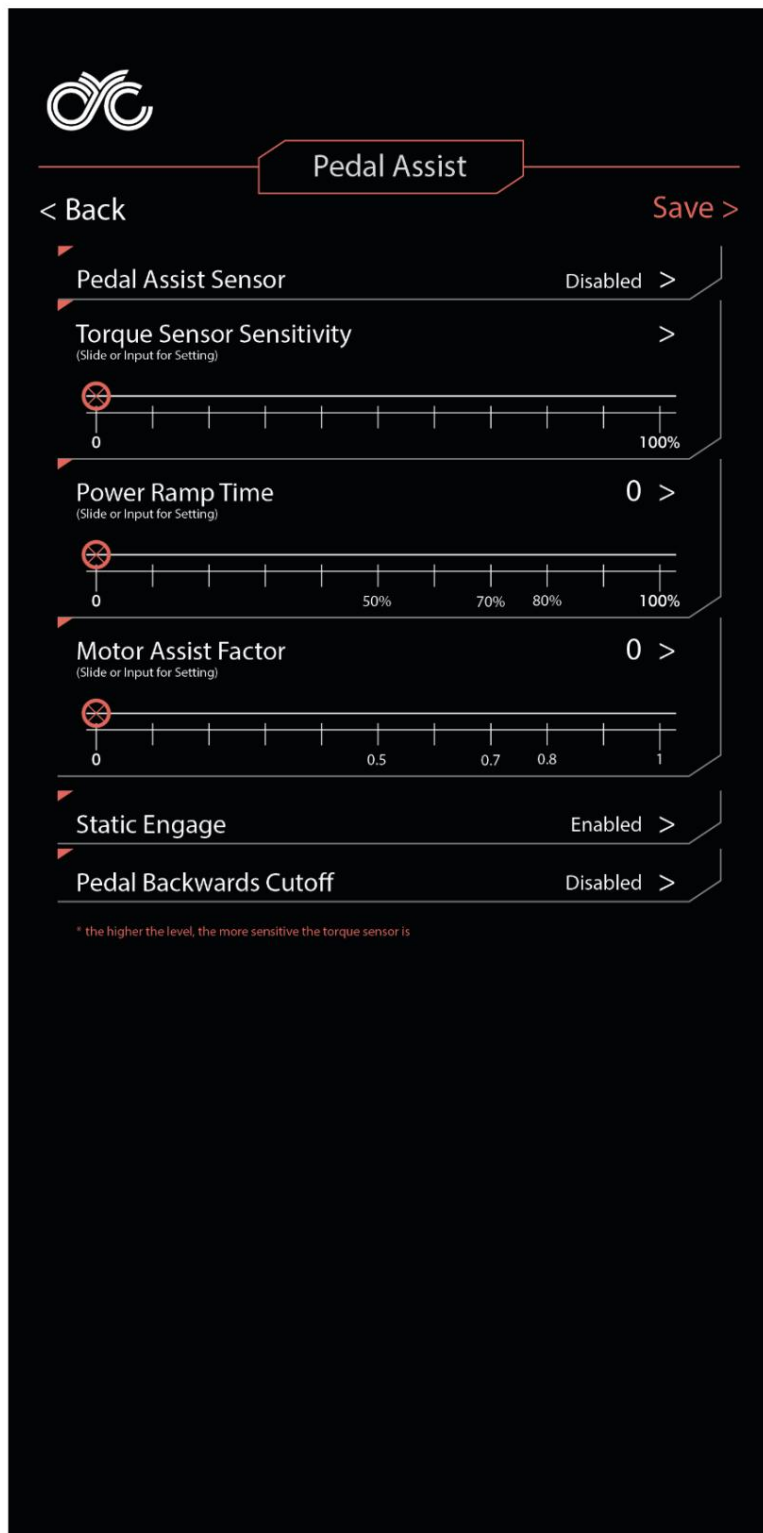 CYC
Pedal Assist
< Back Save >
Pedal Assist Sensor Disabled >
Torque Sensor Sensitivity >
(Slide or Input for Setting)
0 100%
Power Ramp Time 0 >
(Slide or Input for Setting)
0 50% 70% 80% 100%
Motor Assist Factor 0 >
(Slide or Input for Setting)
0 0.5 0.7 0.8 1
Static Engage Enabled >
Pedal Backwards Cutoff Disabled >
* the higher the level, the more sensitive the torque sensor is